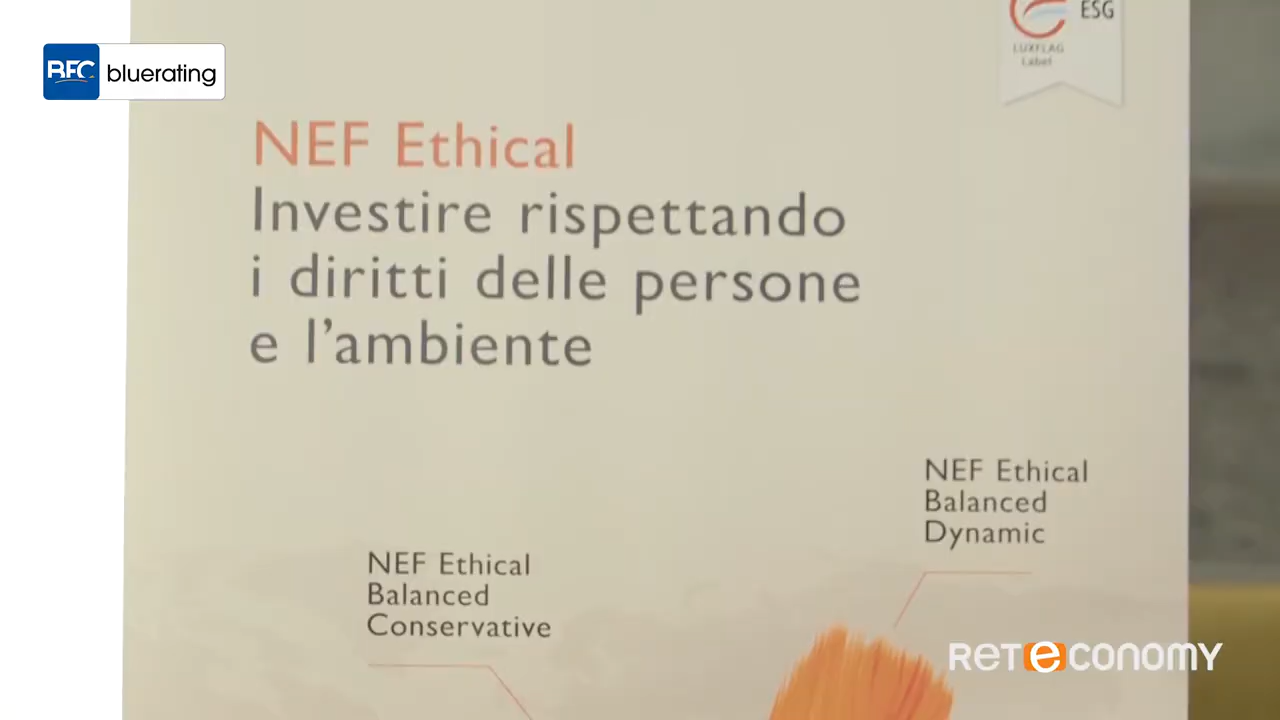 BFC bluerating
ESG
LUXFLAG
Label
NEF Ethical
Investire rispettando
i diritti delle persone
e l'ambiente
NEF Ethical
Balanced
Dynamic
NEF Ethical
Balanced
Conservative
RETECONOMY